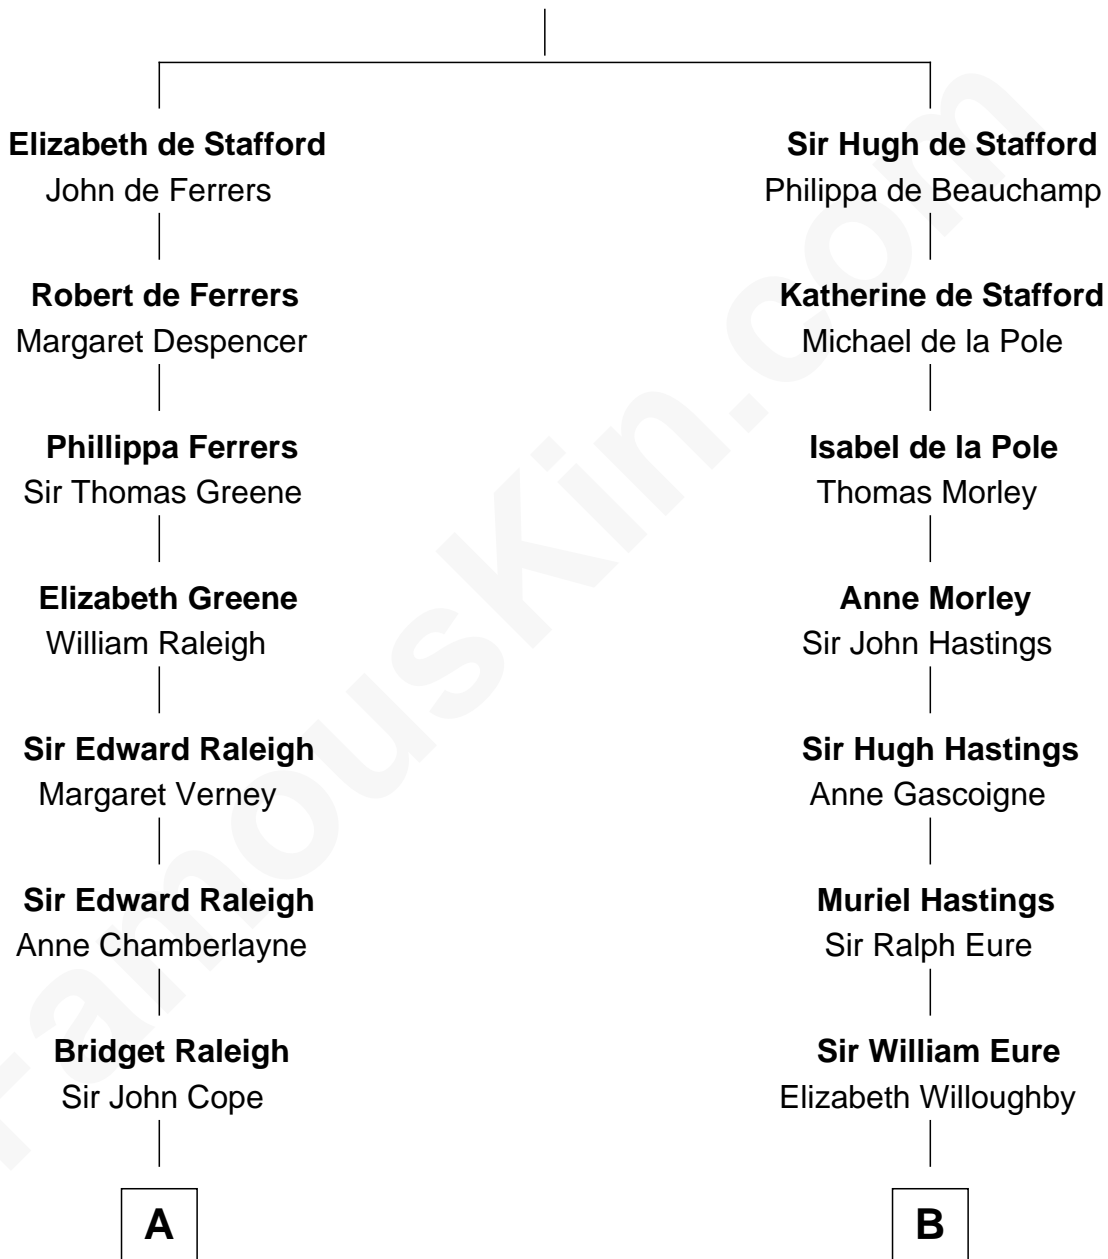 Elizabeth de Stafford
John de Ferrers
Robert de Ferrers
Margaret Despencer
Phillippa Ferrers
Sir Thomas Greene
Elizabeth Greene
William Raleigh
Sir Edward Raleigh
Margaret Verney
Sir Edward Raleigh
Anne Chamberlayne
Bridget Raleigh
Sir John Cope
A
Sir Hugh de Stafford
Philippa de Beauchamp
Katherine de Stafford
Michael de la Pole
Isabel de la Pole
Thomas Morley
Anne Morley
Sir John Hastings
Sir Hugh Hastings
Anne Gascoigne
Muriel Hastings
Sir Ralph Eure
Sir William Eure
Elizabeth Willoughby
B
FamousKin.com